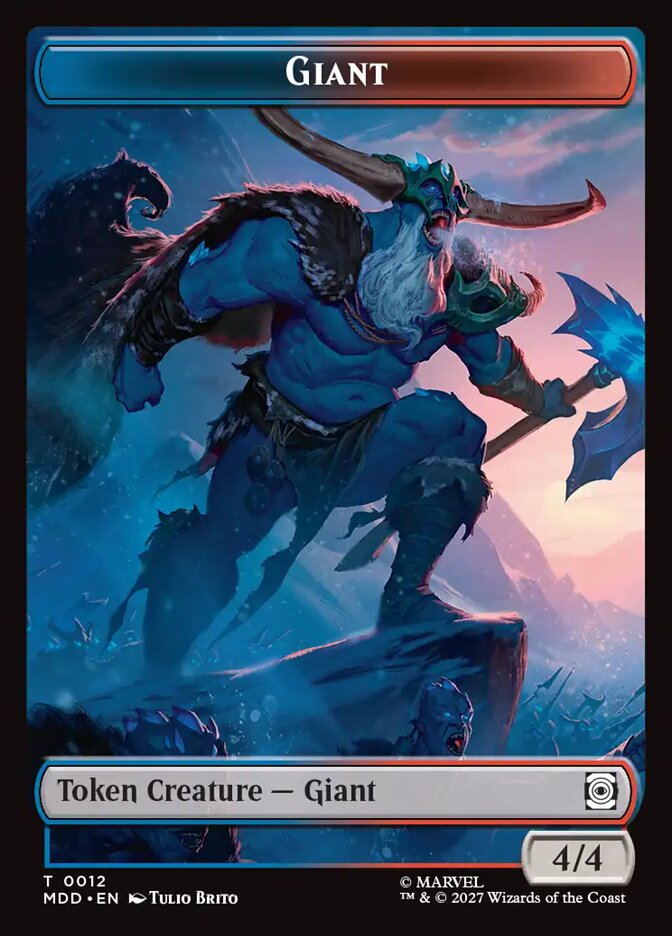 Giant
Token Creature — Giant
4/4
T 0012
MDD • EN Tulio Brito
© MARVEL
™ & © 2027 Wizards of the Coast